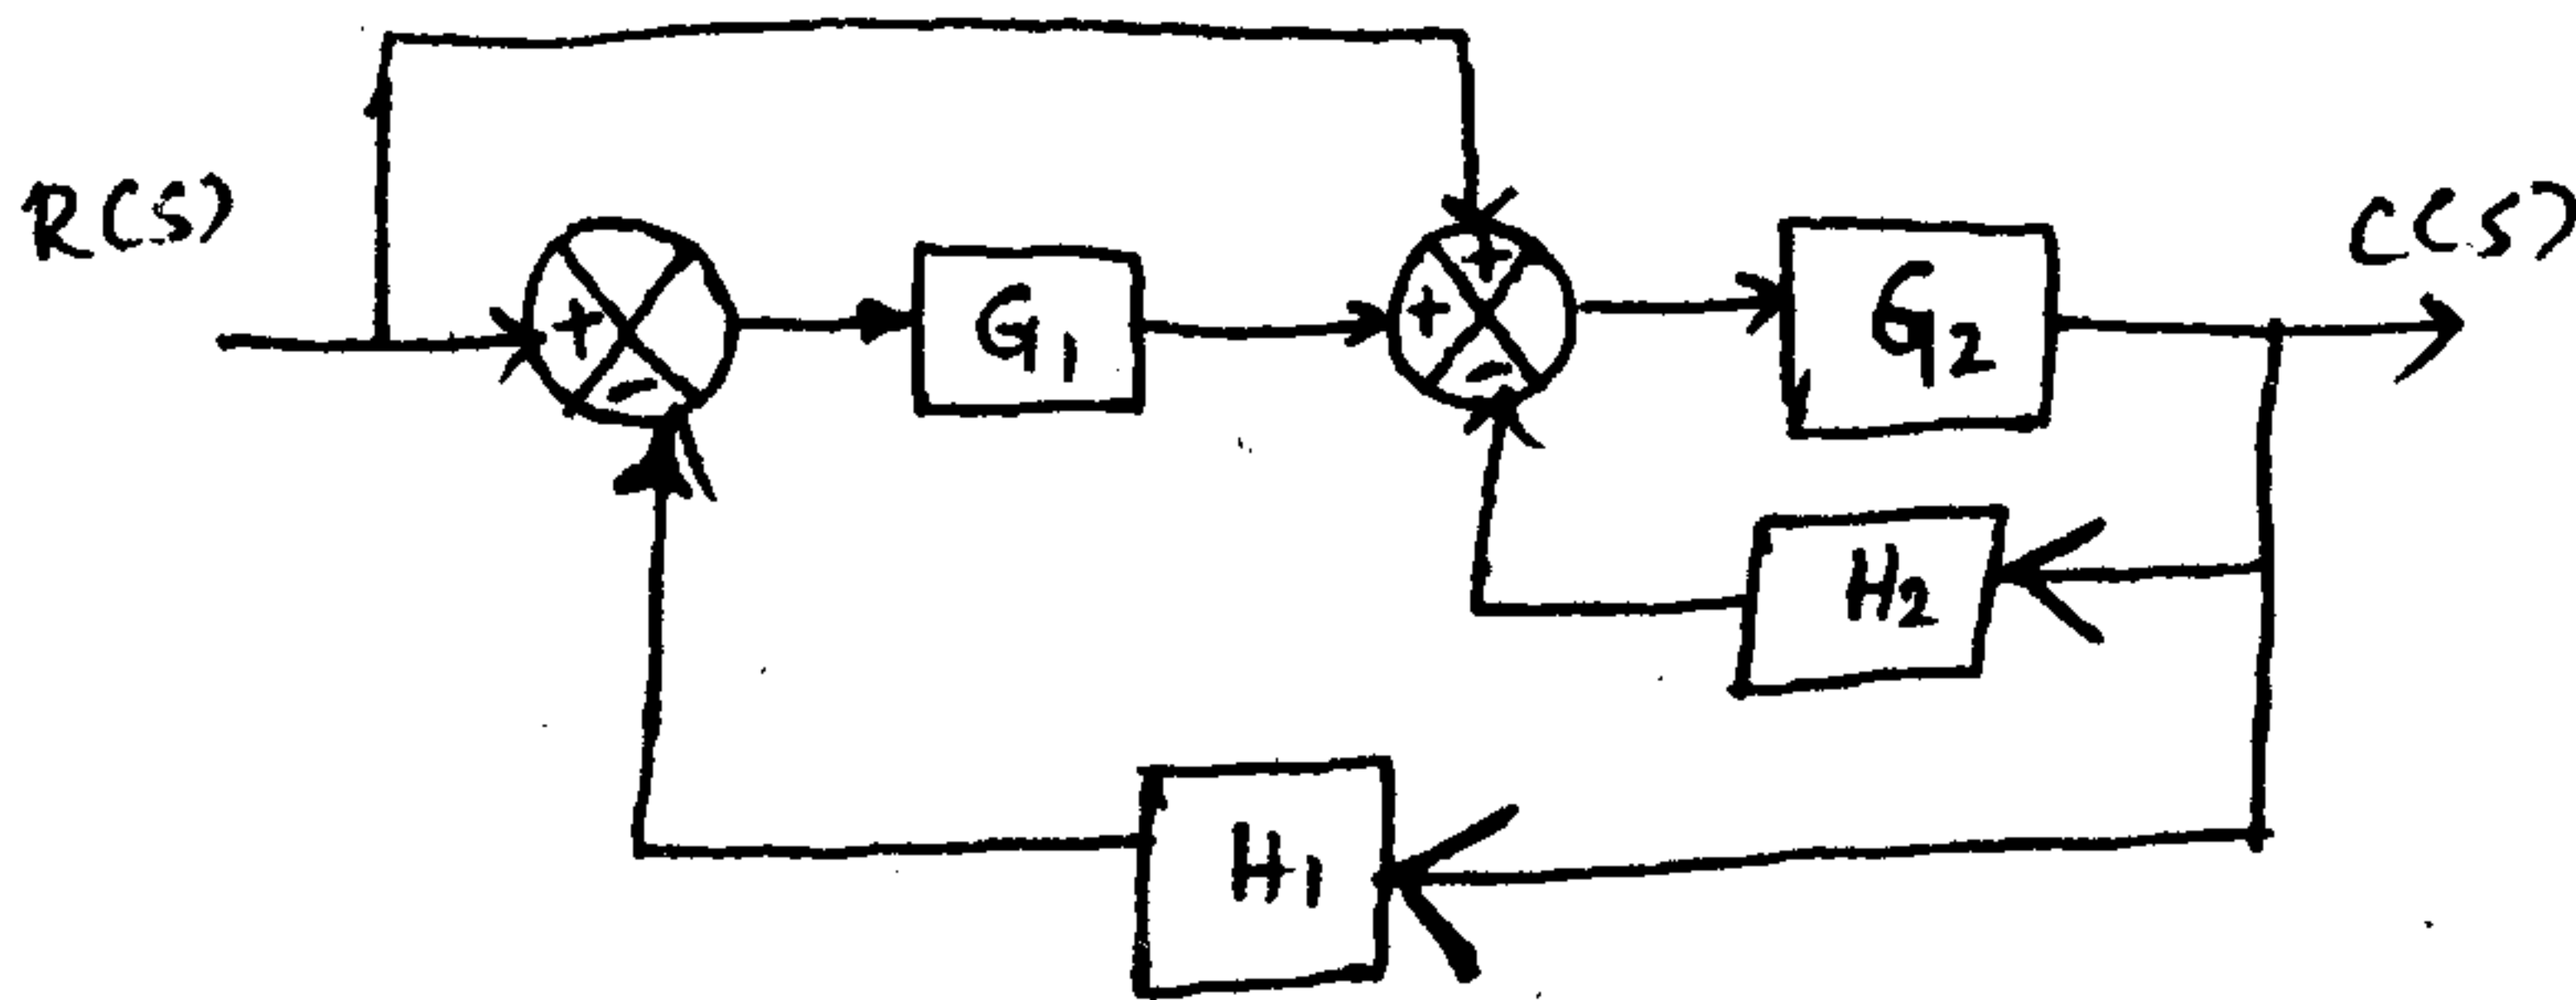 R(S)
+
-
G1
+
+
-
G2
C(S)
H2
H1